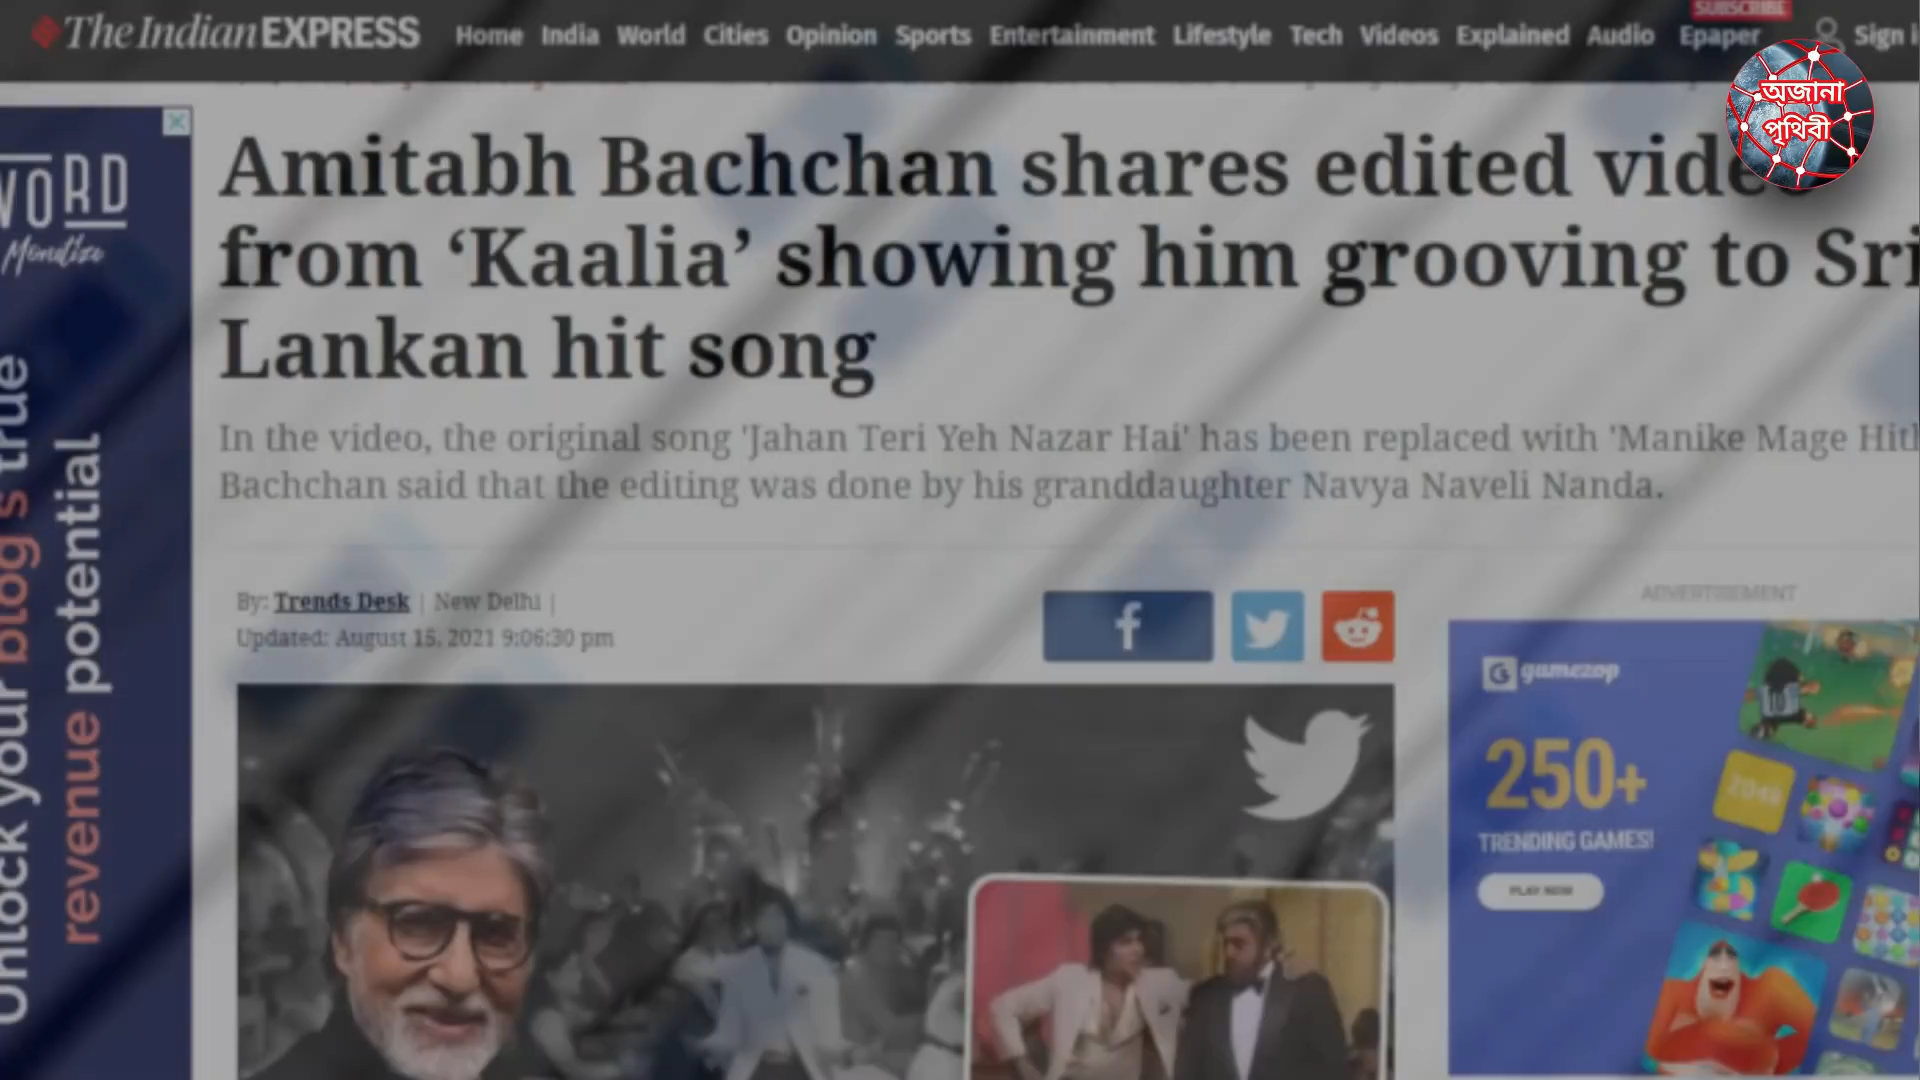 The Indian EXPRESS
Home India World Cities Opinion Sports Entertainment Lifestyle Tech Videos Explained Audio Epaper Sign i
SUBSCRIBE
অজানা
পৃথিবী
Amitabh Bachchan shares edited vide
from ‘Kaalia’ showing him grooving to Sri
Lankan hit song
In the video, the original song 'Jahan Teri Yeh Nazar Hai' has been replaced with 'Manike Mage Hith
Bachchan said that the editing was done by his granddaughter Navya Naveli Nanda.
By: Trends Desk | New Delhi |
Updated: August 15, 2021 9:06:30 pm
WORD
Monetize
Unlock your blog's true
revenue potential
ADVERTISEMENT
gamezop
250+
TRENDING GAMES!
PLAY NOW
2048